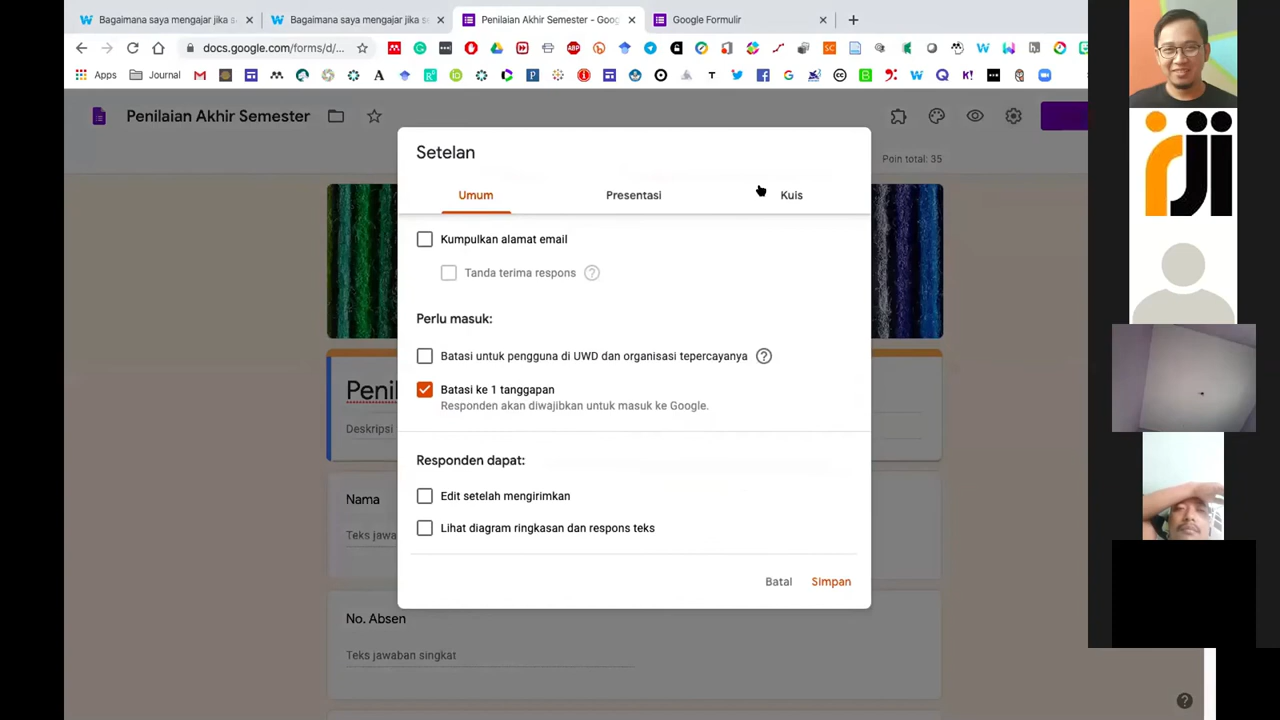 Bagaimana saya mengajar jika s
Bagaimana saya mengajar jika se
Penilaian Akhir Semester - Goog
Google Formulir
docs.google.com/forms/d/...
Apps
Journal
Penilaian Akhir Semester
Poin total: 35
Setelan
Umum
Presentasi
Kuis
Kumpulkan alamat email
Tanda terima respons
Perlu masuk:
Batasi untuk pengguna di UWD dan organisasi tepercayanya
Batasi ke 1 tanggapan
Responden akan diwajibkan untuk masuk ke Google.
Responden dapat:
Edit setelah mengirimkan
Lihat diagram ringkasan dan respons teks
Batal
Simpan
Peni
Deskripsi
Nama
Teks jawa
No. Absen
Teks jawaban singkat
rji